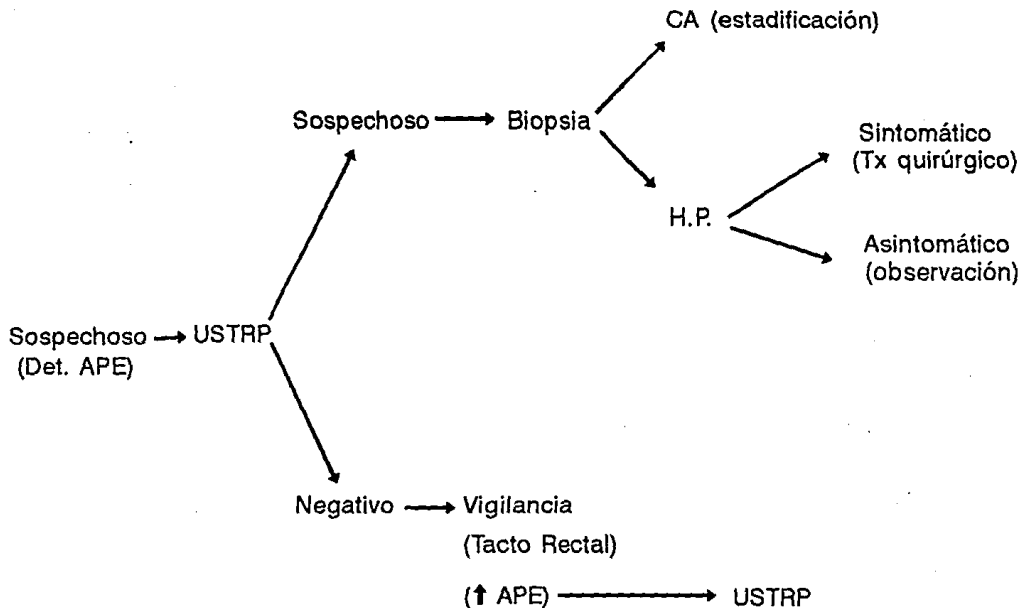 CA (estadificación)
Sospechoso → Biopsia
Sintomático
(Tx quirúrgico)
H.P.
Asintomático
(observación)
Sospechoso → USTRP
(Det. APE)
Negativo → Vigilancia
(Tacto Rectal)
(↑ APE) → USTRP